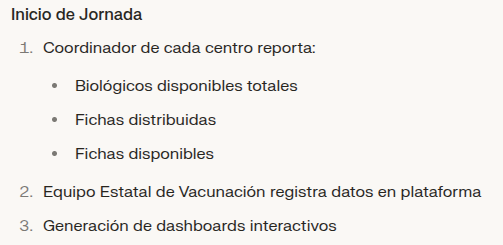 Inicio de Jornada
1. Coordinador de cada centro reporta:
• Biológicos disponibles totales
• Fichas distribuidas
• Fichas disponibles
2. Equipo Estatal de Vacunación registra datos en plataforma
3. Generación de dashboards interactivos